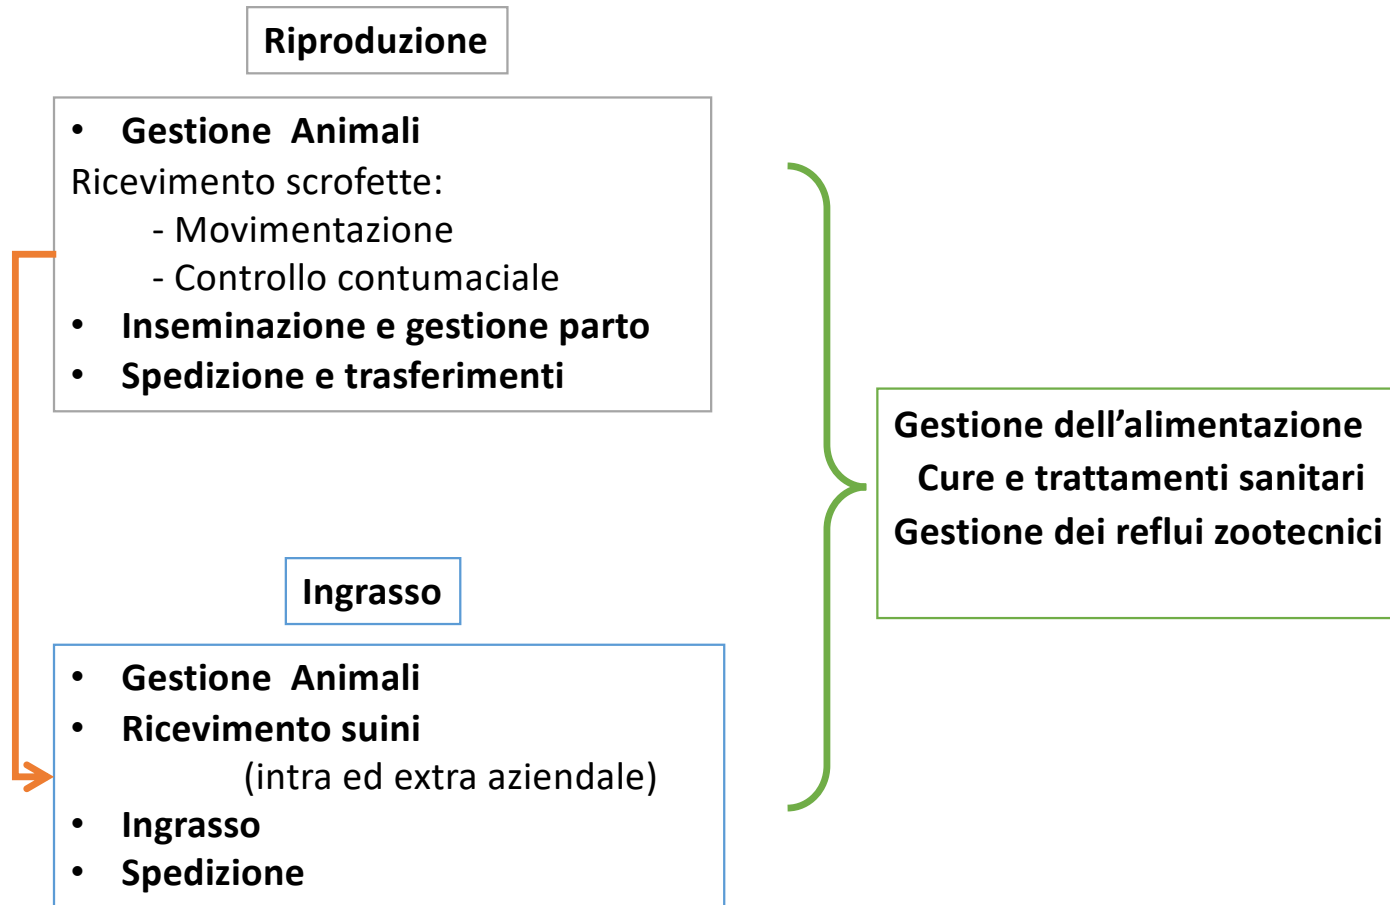 Riproduzione
• Gestione Animali
Ricevimento scrofette:
- Movimentazione
- Controllo contumaciale
• Inseminazione e gestione parto
• Spedizione e trasferimenti
Gestione dell’alimentazione
Cure e trattamenti sanitari
Gestione dei reflui zootecnici
Ingrasso
• Gestione Animali
• Ricevimento suini
(intra ed extra aziendale)
• Ingrasso
• Spedizione